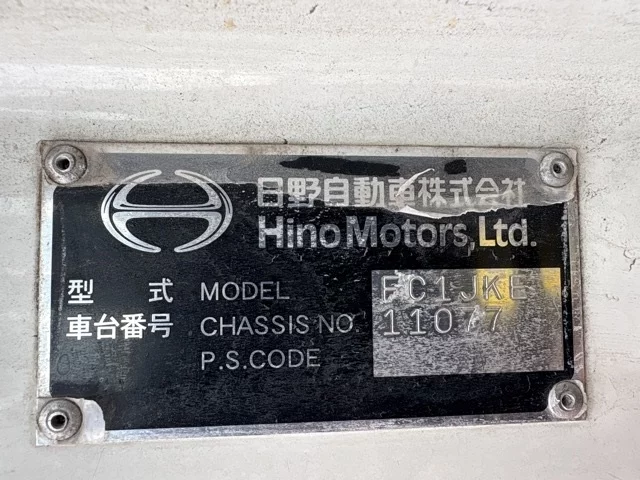 日野自動車株式会社
Hino Motors, Ltd.
型 式 MODEL FC1JKE
車台番号 CHASSIS NO. 11077
P.S.CODE